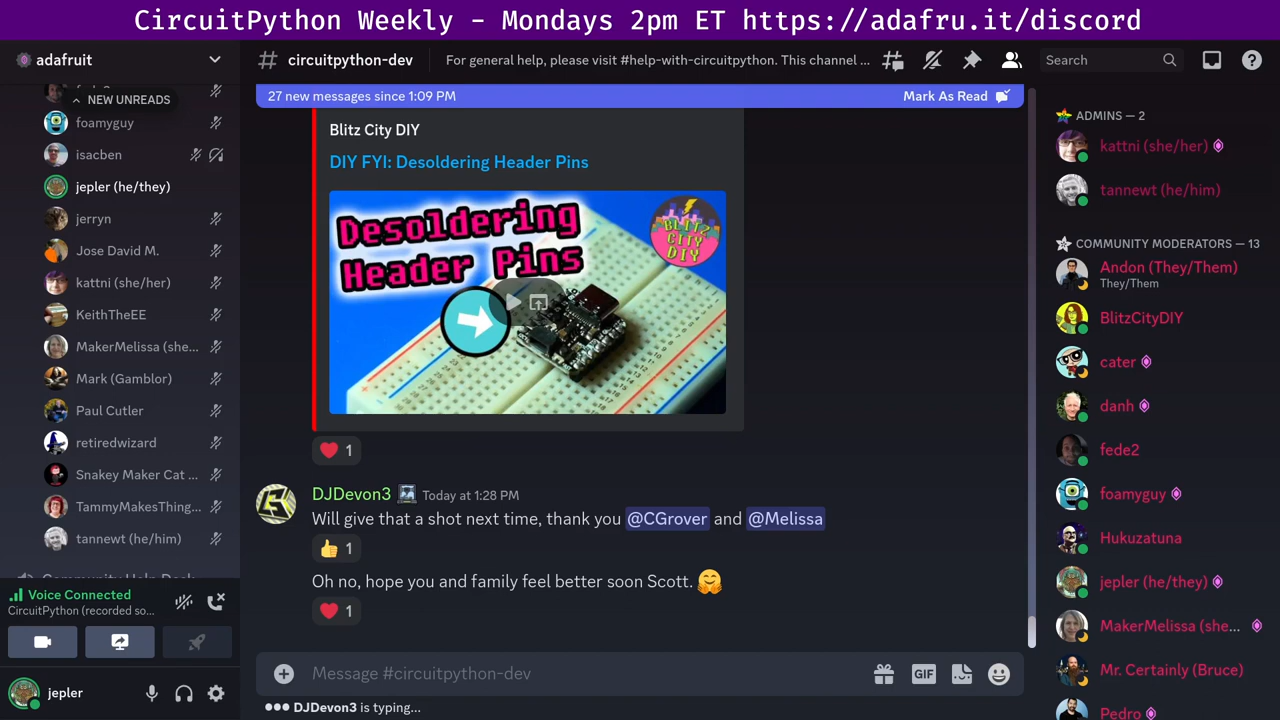 CircuitPython Weekly - Mondays 2pm ET https://adafru.it/discord
adafruit
NEW UNREADS
foamyguy
isacben
jepler (he/they)
jerryn
Jose David M.
kattni (she/her)
KeithTheEE
MakerMelissa (she...
Mark (Gamblor)
Paul Cutler
retiredwizard
Snakey Maker Cat ...
TammyMakesThing...
tannewt (he/him)
Community Help Desk
Voice Connected
CircuitPython (recorded so...
jepler
# circuitpython-dev
For general help, please visit #help-with-circuitpython. This channel ...
Search
27 new messages since 1:09 PM
Mark As Read
Blitz City DIY
DIY FYI: Desoldering Header Pins
Desoldering
Header Pins
BLITZ
CITY
DIY
1
DJDevon3 Today at 1:28 PM
Will give that a shot next time, thank you @CGrover and @Melissa
1
Oh no, hope you and family feel better soon Scott.
1
Message #circuitpython-dev
GIF
DJDevon3 is typing...
ADMINS — 2
kattni (she/her)
tannewt (he/him)
COMMUNITY MODERATORS — 13
Andon (They/Them)
They/Them
BlitzCityDIY
cater
danh
fede2
foamyguy
Hukuzatuna
jepler (he/they)
MakerMelissa (she...
Mr. Certainly (Bruce)
Pedro